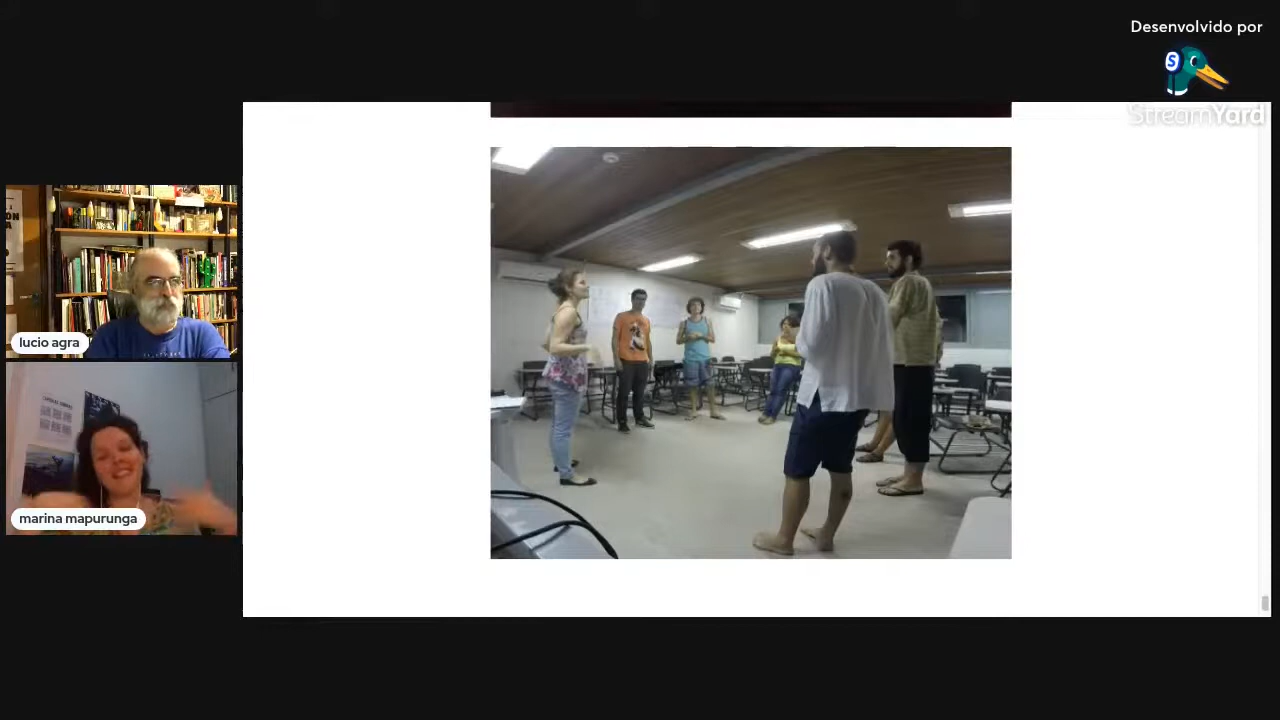 Desenvolvido por
StreamYard
lucio agra
marina mapurunga